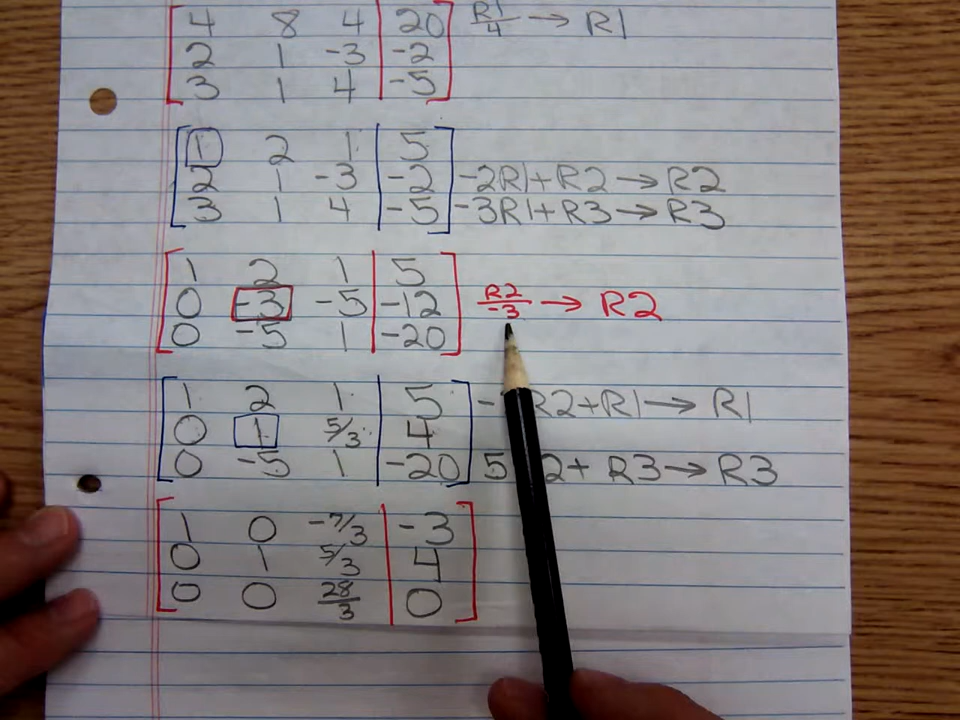 4 8 4 20 R1/4 → R1
2 1 -3 -2
3 1 4 -5
1 2 1 5
2 1 -3 -2 -2R1+R2 → R2
3 1 4 -5 -3R1+R3 → R3
1 2 1 5
0 -3 -5 -12 R2/-3 → R2
0 -5 1 -20
1 2 1 5 - R2+R1 → R1
0 1 5/3 4
0 -5 1 -20 5 2+ R3 → R3
1 0 -7/3 -3
0 1 5/3 4
0 0 28/3 0